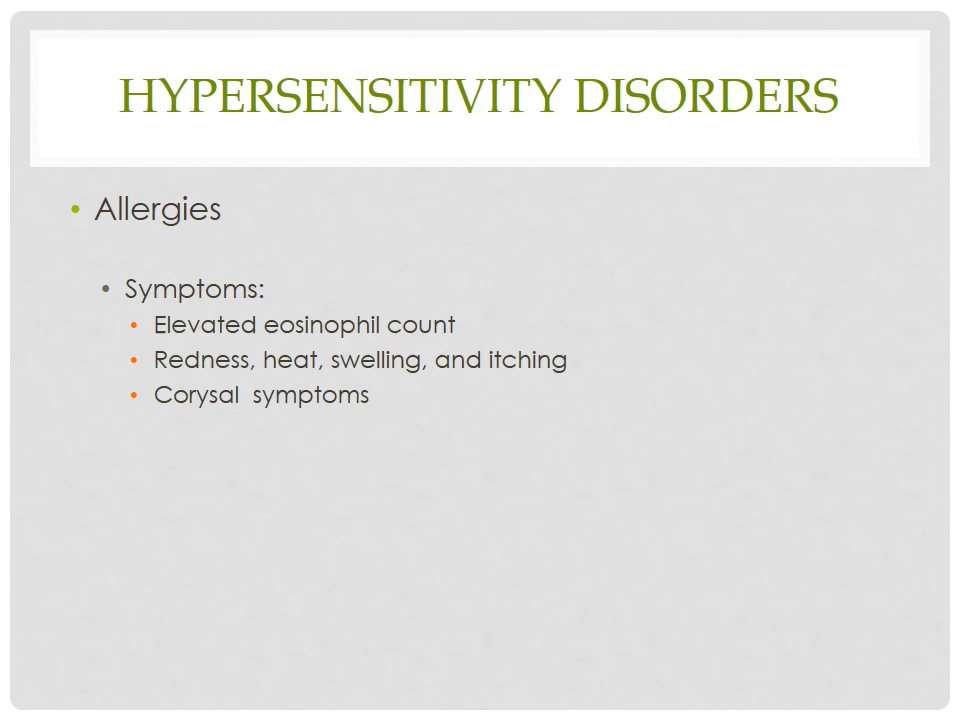 HYPERSENSITIVITY DISORDERS
• Allergies
• Symptoms:
• Elevated eosinophil count
• Redness, heat, swelling, and itching
• Corysal  symptoms